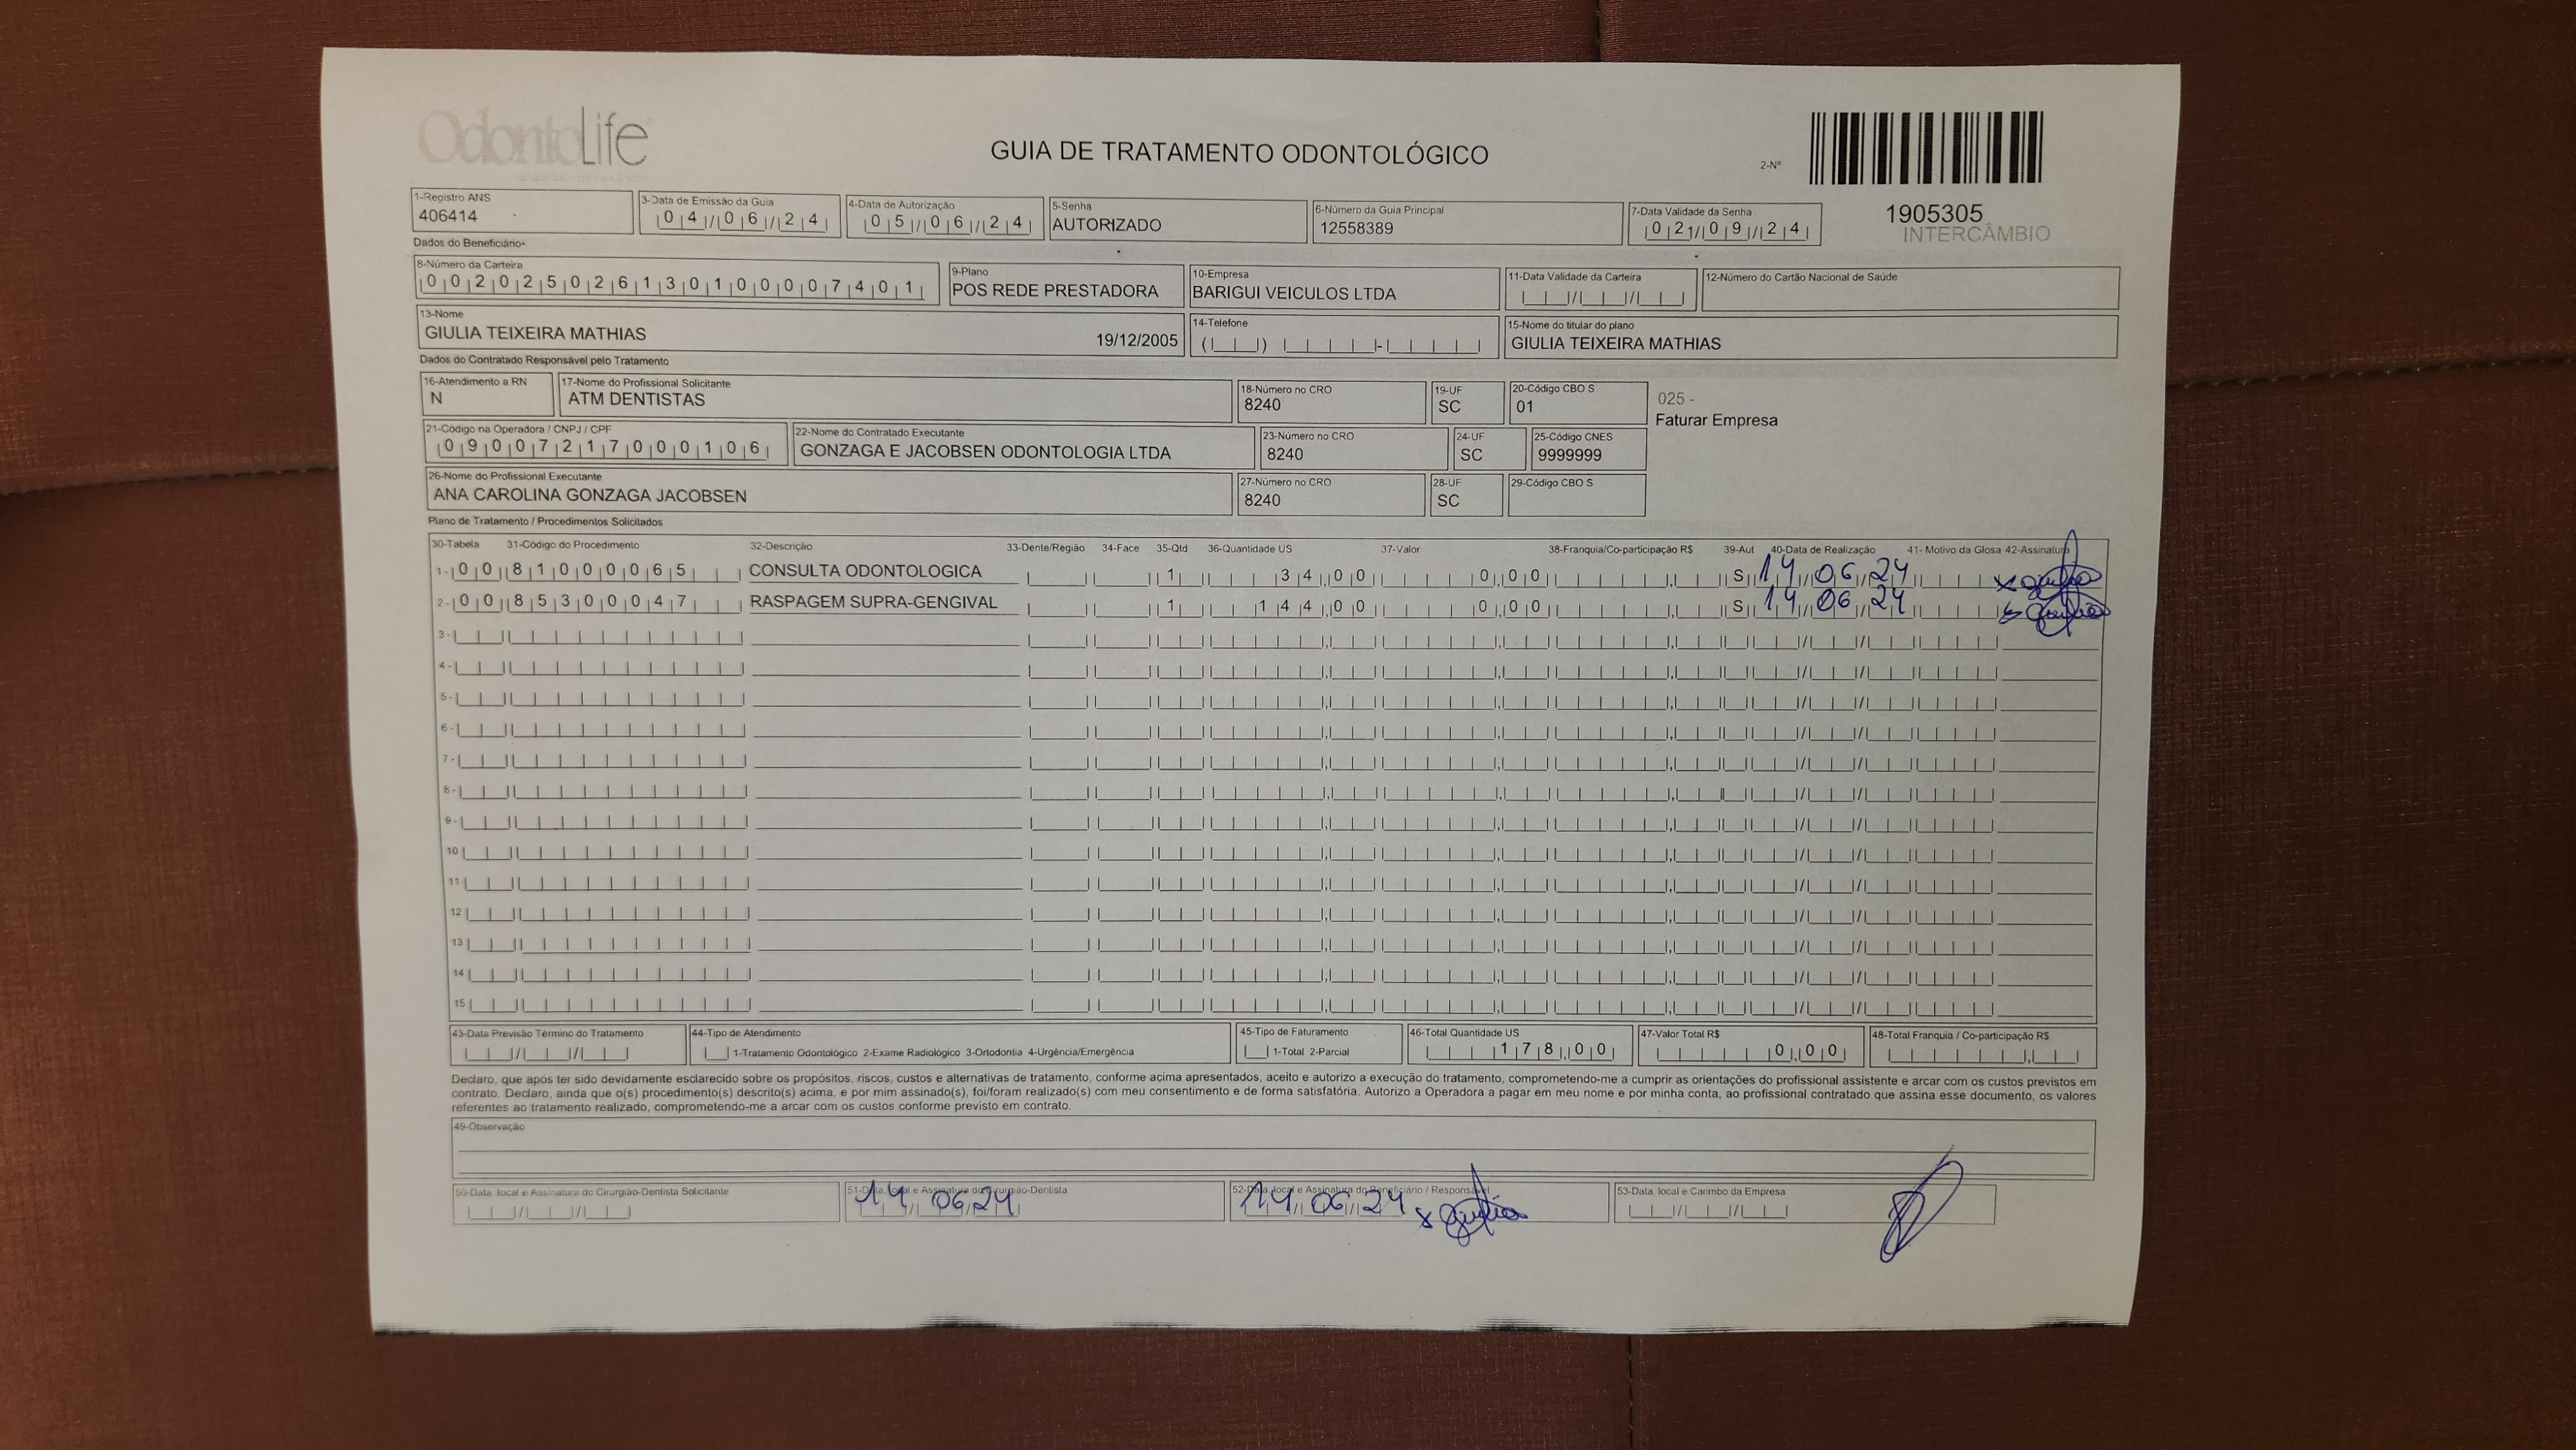 OdontoLife
GUIA DE TRATAMENTO ODONTOLÓGICO
2-Nº
1905305
INTERCÂMBIO
1-Registro ANS
406414
3-Data de Emissão da Guia
04/06/24
4-Data de Autorização
05/06/24
5-Senha
AUTORIZADO
6-Número da Guia Principal
12558389
7-Data Validade da Senha
02/09/24
Dados do Beneficiário
8-Número da Carteira
002025026130100007401
9-Plano
POS REDE PRESTADORA
10-Empresa
BARIGUI VEICULOS LTDA
11-Data Validade da Carteira
12-Número do Cartão Nacional de Saúde
13-Nome
GIULIA TEIXEIRA MATHIAS 19/12/2005
14-Telefone
15-Nome do titular do plano
GIULIA TEIXEIRA MATHIAS
Dados do Contratado Responsável pelo Tratamento
16-Atendimento a RN
N
17-Nome do Profissional Solicitante
ATM DENTISTAS
18-Número no CRO
8240
19-UF
SC
20-Código CBO S
01
025 -
Faturar Empresa
21-Código na Operadora / CNPJ / CPF
09007217000106
22-Nome do Contratado Executante
GONZAGA E JACOBSEN ODONTOLOGIA LTDA
23-Número no CRO
8240
24-UF
SC
25-Código CNES
9999999
26-Nome do Profissional Executante
ANA CAROLINA GONZAGA JACOBSEN
27-Número no CRO
8240
28-UF
SC
29-Código CBO S
Plano de Tratamento / Procedimentos Solicitados
30-Tabela 31-Código do Procedimento 32-Descrição 33-Dente/Região 34-Face 35-Qtd 36-Quantidade US 37-Valor 38-Franquia/Co-participação R$ 39-Aut 40-Data de Realização 41- Motivo da Glosa 42-Assinatura
1- 00 81000065 CONSULTA ODONTOLOGICA 1 34,00 0,00 S 14/06/24 x Giulia
2- 00 85300047 RASPAGEM SUPRA-GENGIVAL 1 144,00 0,00 S 14/06/24 x Giulia
3-
4-
5-
6-
7-
8-
9-
10
11
12
13
14
15
43-Data Previsão Término do Tratamento
44-Tipo de Atendimento
1-Tratamento Odontológico 2-Exame Radiológico 3-Ortodontia 4-Urgência/Emergência
45-Tipo de Faturamento
1-Total 2-Parcial
46-Total Quantidade US
178,00
47-Valor Total R$
0,00
48-Total Franquia / Co-participação R$
Declaro, que após ter sido devidamente esclarecido sobre os propósitos, riscos, custos e alternativas de tratamento, conforme acima apresentados, aceito e autorizo a execução do tratamento, comprometendo-me a cumprir as orientações do profissional assistente e arcar com os custos previstos em
contrato. Declaro, ainda que o(s) procedimento(s) descrito(s) acima, e por mim assinado(s), foi/foram realizado(s) com meu consentimento e de forma satisfatória. Autorizo a Operadora a pagar em meu nome e por minha conta, ao profissional contratado que assina esse documento, os valores
referentes ao tratamento realizado, comprometendo-me a arcar com os custos conforme previsto em contrato.
49-Observação
50-Data, local e Assinatura do Cirurgião-Dentista Solicitante
51-Data, local e Assinatura do Cirurgião-Dentista
14/06/24
52-Data, local e Assinatura do Beneficiário / Responsável
14/06/24 x Giulia
53-Data, local e Carimbo da Empresa